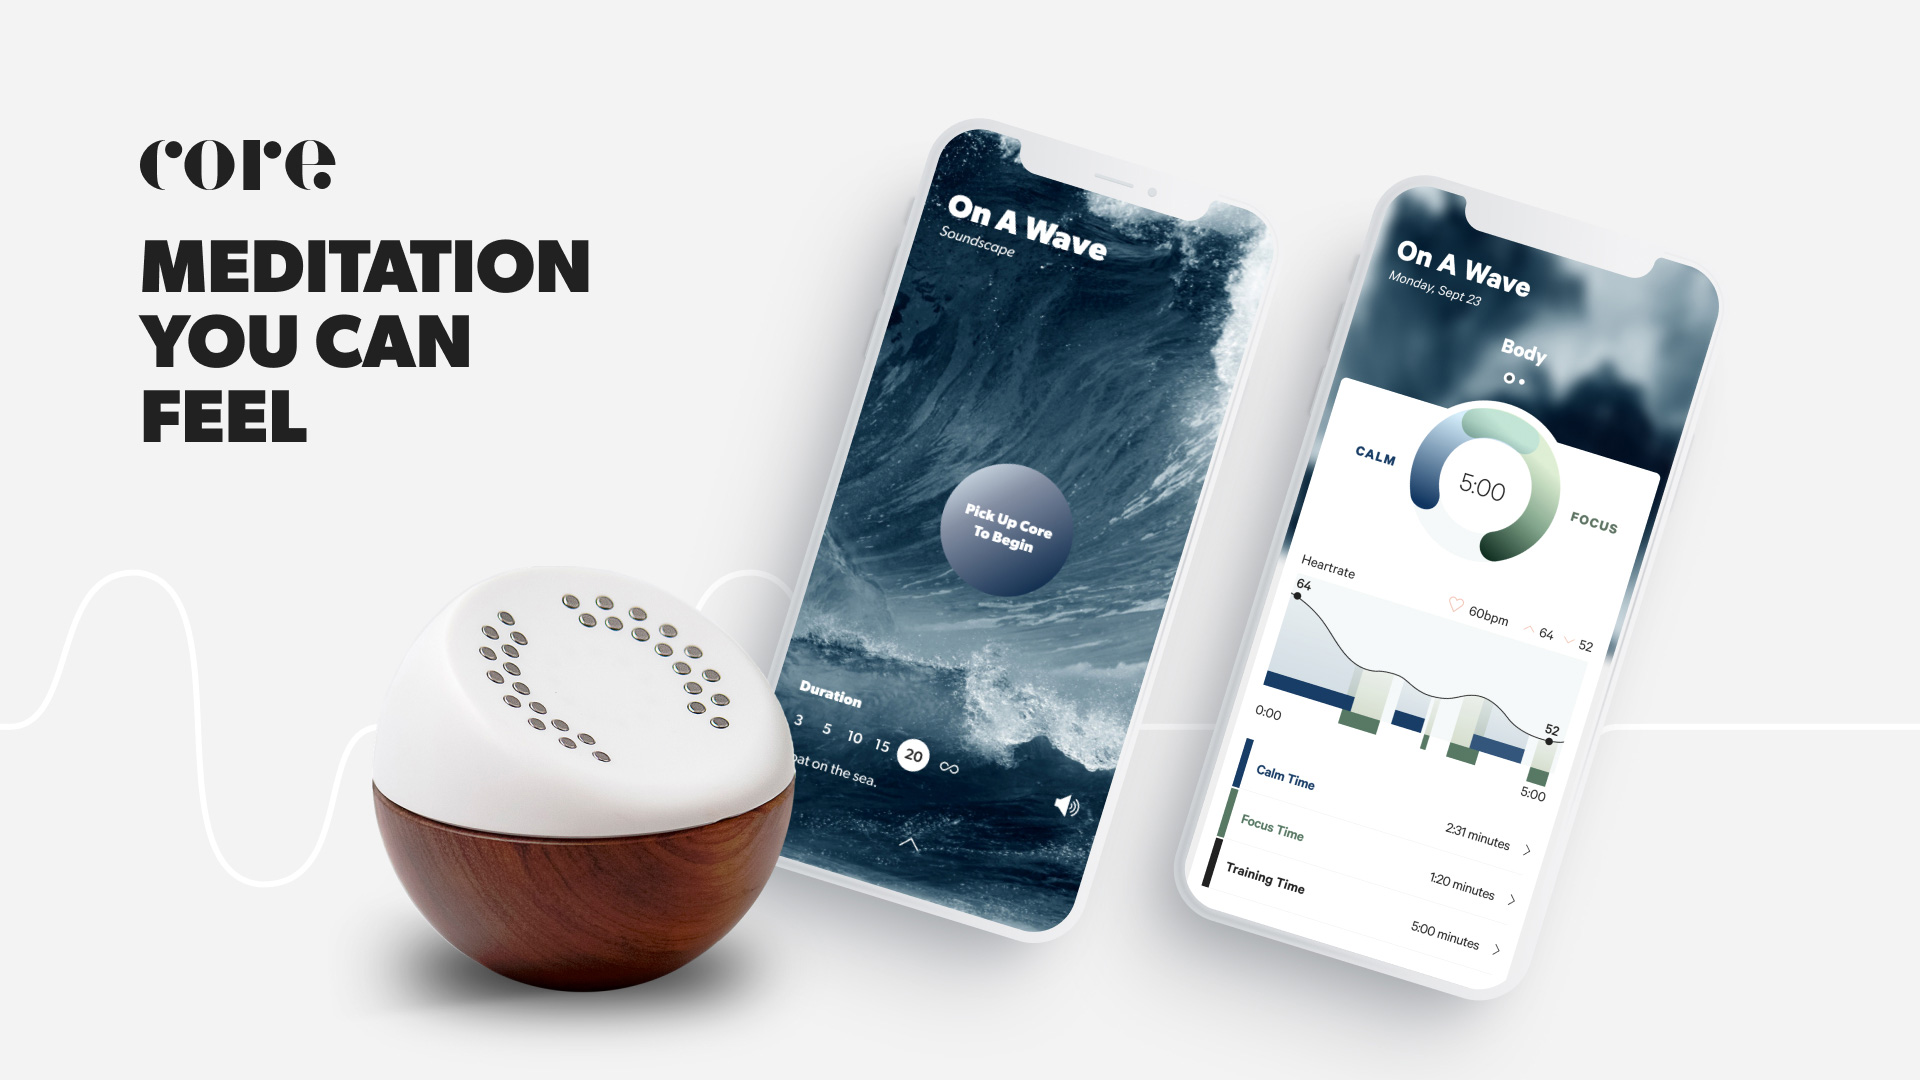 core
MEDITATION
YOU CAN
FEEL
On A Wave
Soundscape
Pick Up Core
To Begin
Duration
3 5 10 15 20 ∞
on the sea.
On A Wave
Monday, Sept 23
Body
CALM
5:00
FOCUS
Heartrate
64
60bpm 64 52
52
0:00
5:00
Calm Time
2:31 minutes
Focus Time
1:20 minutes
Training Time
5:00 minutes